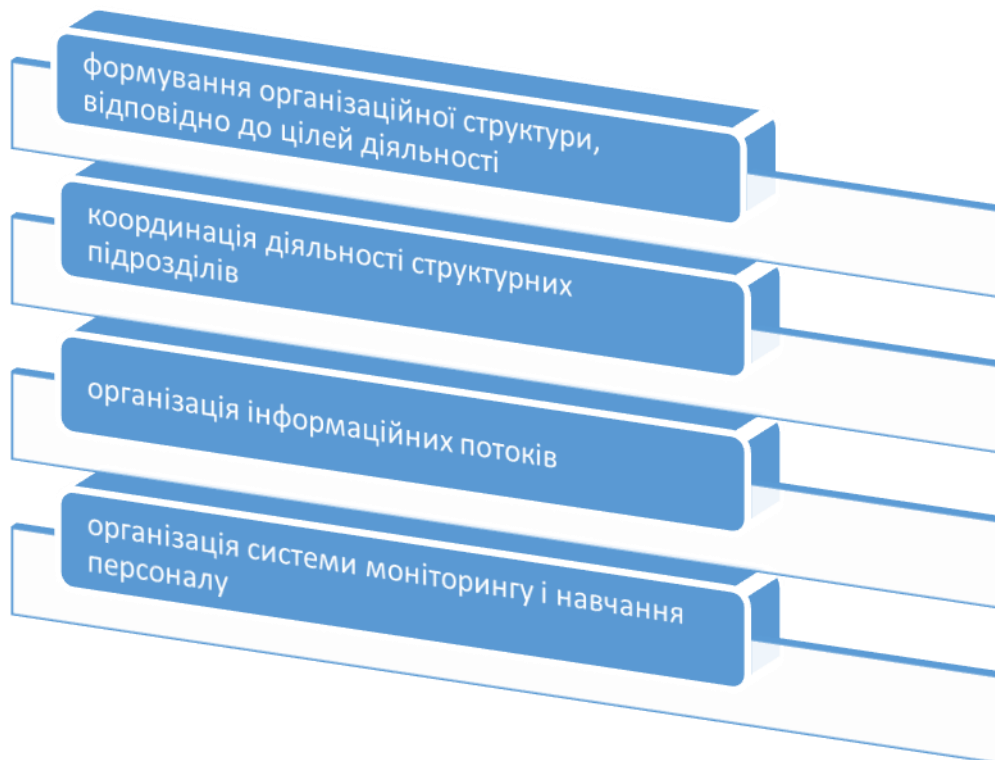 формування організаційної структури,
відповідно до цілей діяльності
координація діяльності структурних
підрозділів
організація інформаційних потоків
організація системи моніторингу і навчання
персоналу